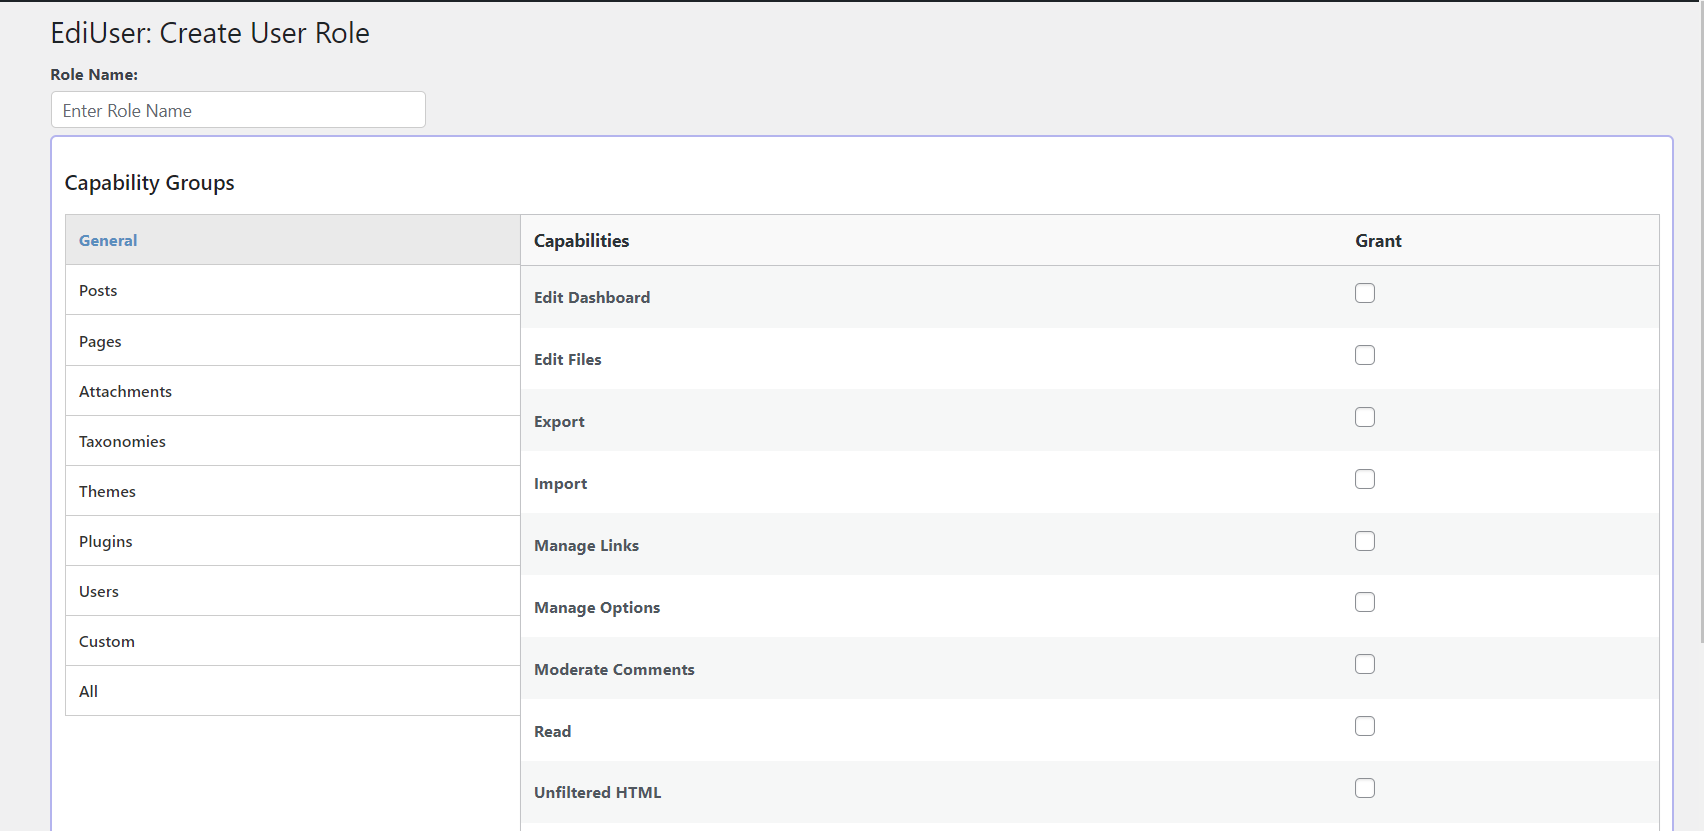 EdiUser: Create User Role
Role Name:
Enter Role Name
Capability Groups
General
Posts
Pages
Attachments
Taxonomies
Themes
Plugins
Users
Custom
All
Capabilities Grant
Edit Dashboard
Edit Files
Export
Import
Manage Links
Manage Options
Moderate Comments
Read
Unfiltered HTML